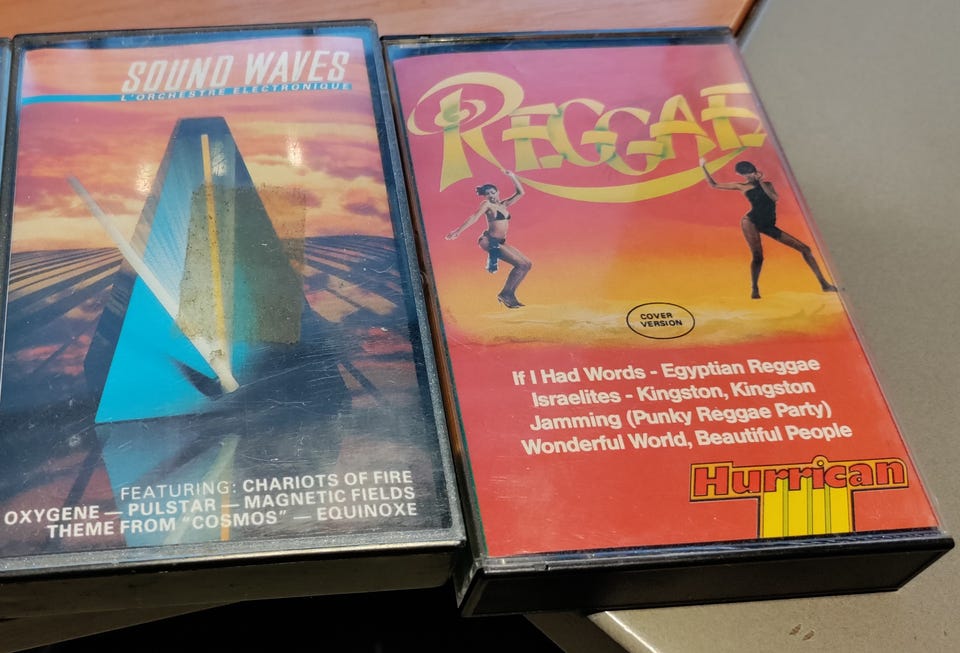 SOUND WAVES
L'ORCHESTRE ELECTRONIQUE
FEATURING: CHARIOTS OF FIRE
OXYGENE — PULSTAR — MAGNETIC FIELDS
THEME FROM "COSMOS" — EQUINOXE
REGGAE
COVER
VERSION
If I Had Words - Egyptian Reggae
Israelites - Kingston, Kingston
Jamming (Punky Reggae Party)
Wonderful World, Beautiful People
Hurrican